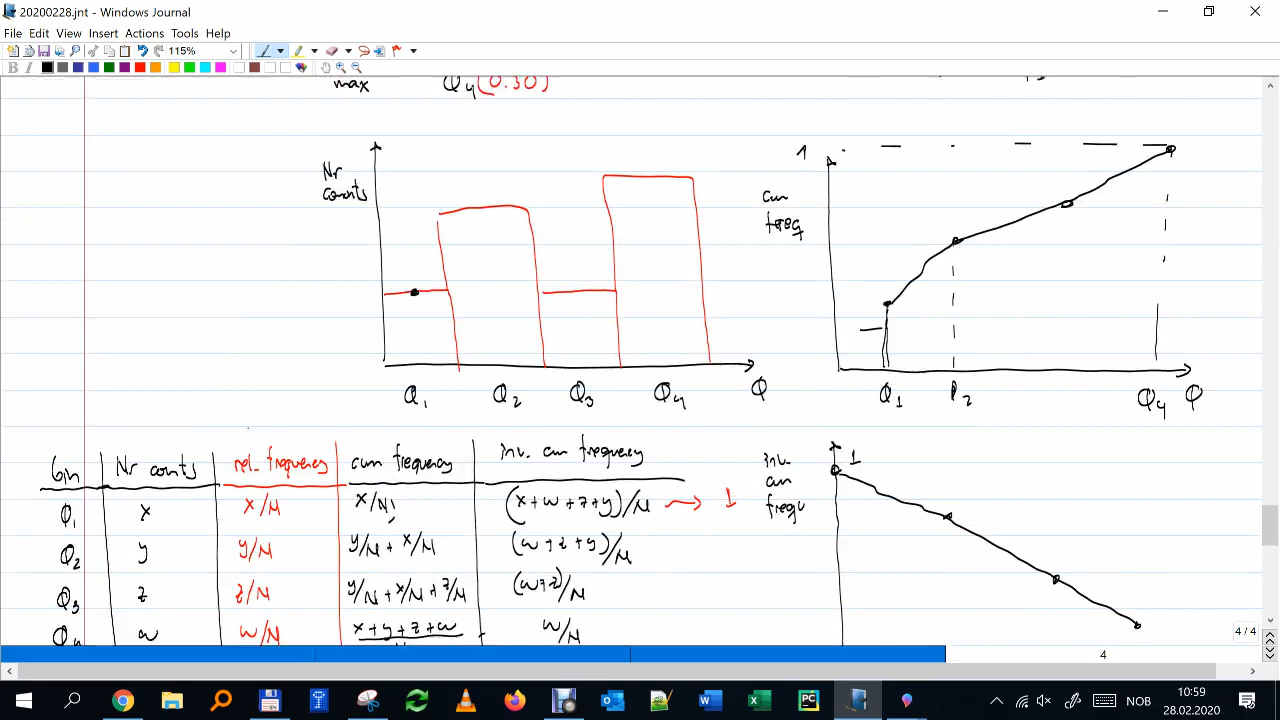 20200228.jnt - Windows Journal
File Edit View Insert Actions Tools Help
115%
B I
max Q4(0.30)
Nr
counts
Q1 Q2 Q3 Q4 Q
1
cum
freq
Q1 Q2 Q4 Q
bin Nr counts rel. frequency cum frequency inv. cum frequency
Q1 x x/N x/N (x+w+z+y)/N → 1
Q2 y y/N y/N + x/N (w+z+y)/N
Q3 z z/N y/N + x/N + z/N (w+z)/N
Q4 w w/N x+y+z+w w/N
inv.
cum
frequ
1
4 / 4
4
NOB
10:59
28.02.2020